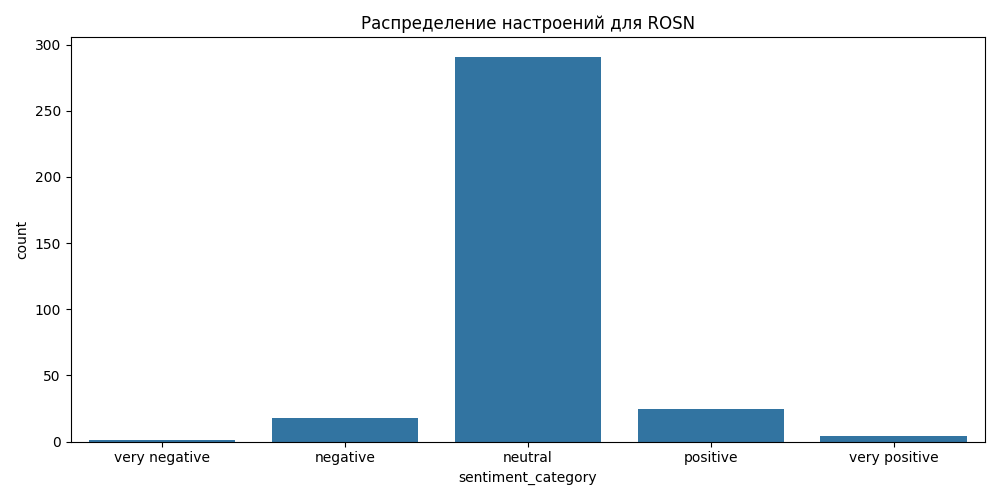 Распределение настроений для ROSN
300
250
200
150
100
50
0
count
very negative negative neutral positive very positive
sentiment_category